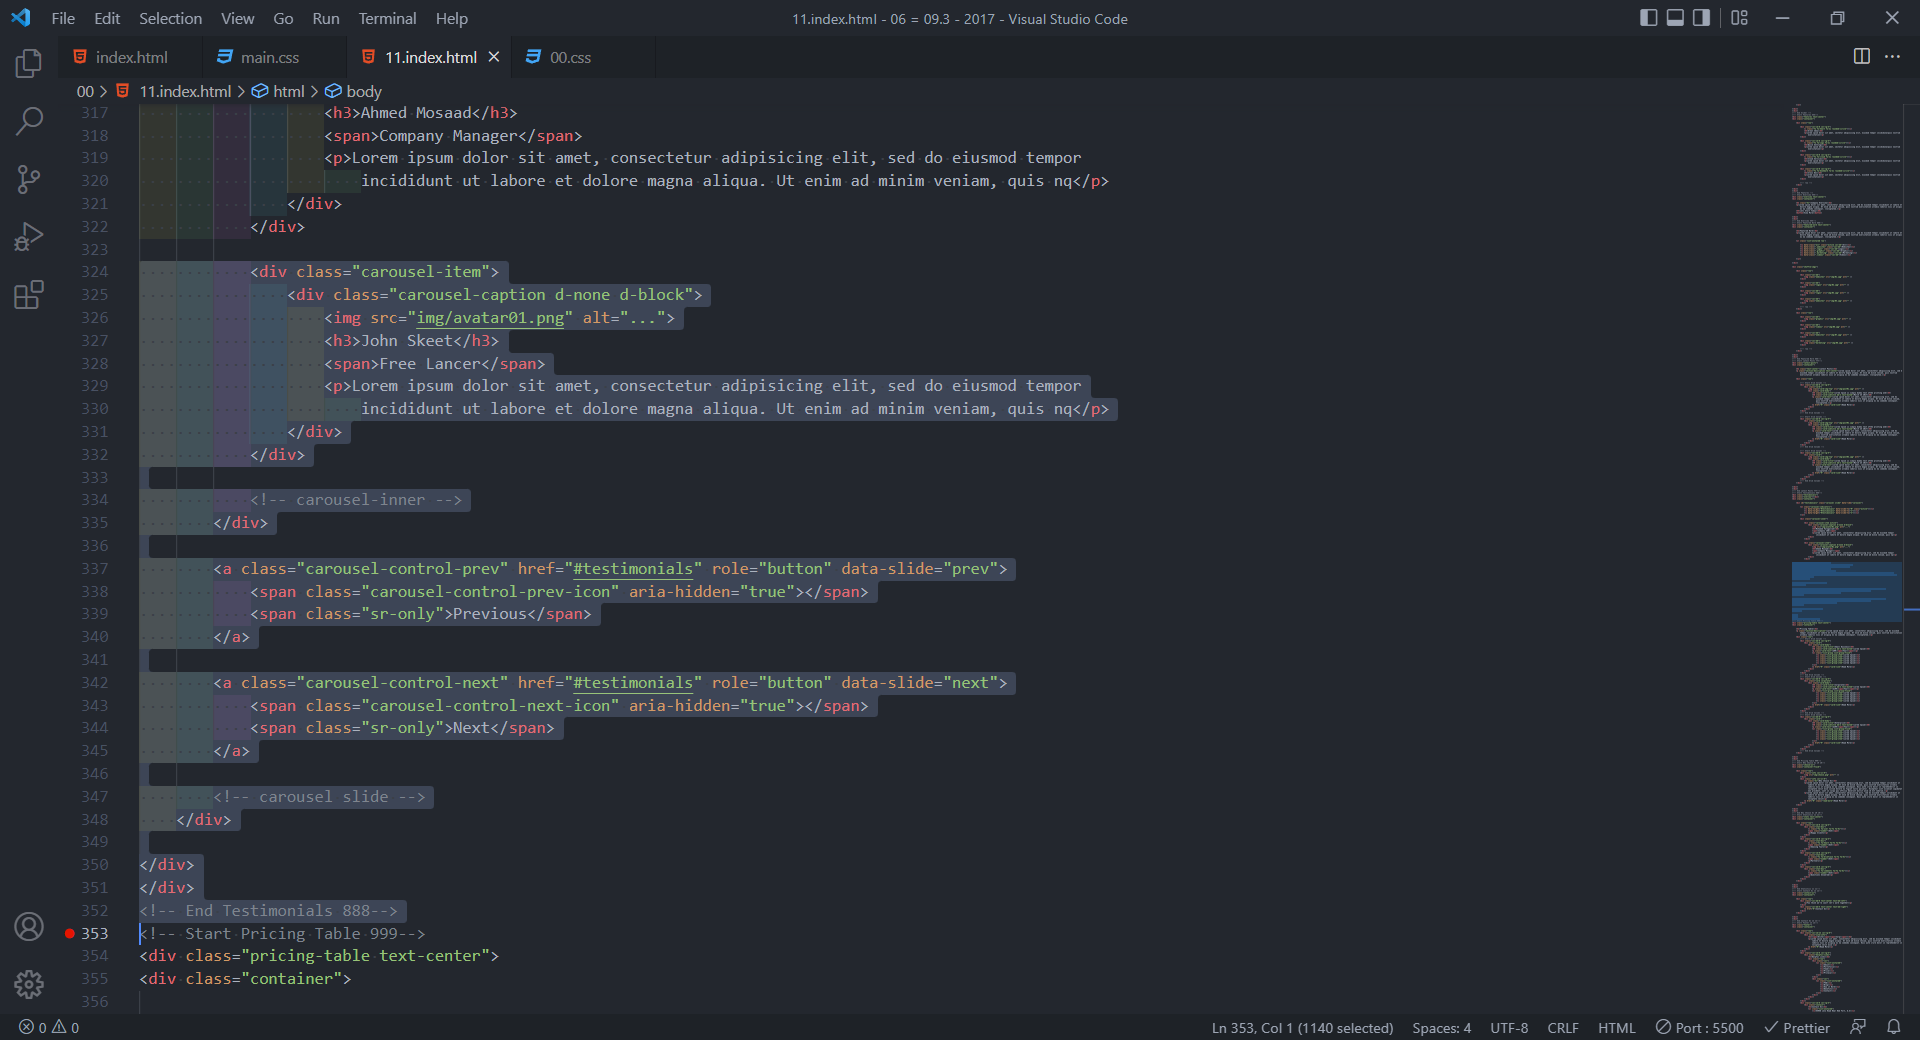 File Edit Selection View Go Run Terminal Help
11.index.html - 06 = 09.3 - 2017 - Visual Studio Code
index.html main.css 11.index.html 00.css
00 > 11.index.html > html > body
317 <h3>Ahmed Mosaad</h3>
318 <span>Company Manager</span>
319 <p>Lorem ipsum dolor sit amet, consectetur adipisicing elit, sed do eiusmod tempor
320 incididunt ut labore et dolore magna aliqua. Ut enim ad minim veniam, quis nq</p>
321 </div>
322 </div>
323
324 <div class="carousel-item">
325 <div class="carousel-caption d-none d-block">
326 <img src="img/avatar01.png" alt="...">
327 <h3>John Skeet</h3>
328 <span>Free Lancer</span>
329 <p>Lorem ipsum dolor sit amet, consectetur adipisicing elit, sed do eiusmod tempor
330 incididunt ut labore et dolore magna aliqua. Ut enim ad minim veniam, quis nq</p>
331 </div>
332 </div>
333
334 <!-- carousel-inner -->
335 </div>
336
337 <a class="carousel-control-prev" href="#testimonials" role="button" data-slide="prev">
338 <span class="carousel-control-prev-icon" aria-hidden="true"></span>
339 <span class="sr-only">Previous</span>
340 </a>
341
342 <a class="carousel-control-next" href="#testimonials" role="button" data-slide="next">
343 <span class="carousel-control-next-icon" aria-hidden="true"></span>
344 <span class="sr-only">Next</span>
345 </a>
346
347 <!-- carousel slide -->
348 </div>
349
350 </div>
351 </div>
352 <!-- End Testimonials 888-->
353 <!-- Start Pricing Table 999-->
354 <div class="pricing-table text-center">
355 <div class="container">
356
0 0 Ln 353, Col 1 (1140 selected) Spaces: 4 UTF-8 CRLF HTML Port : 5500 Prettier